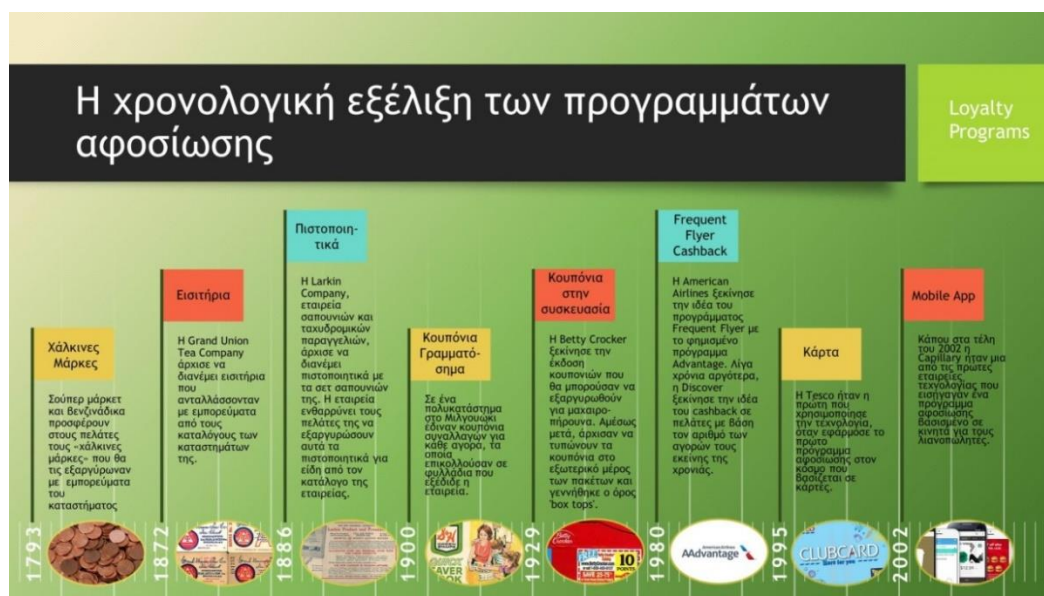 Η χρονολογική εξέλιξη των προγραμμάτων
αφοσίωσης
Loyalty
Programs
Χάλκινες
Μάρκες
Σούπερ μάρκετ
και Βενζινάδικα
προσφέρουν
στους πελάτες
τους «χάλκινες
μάρκες» που θα
τις εξαργύρωναν
με εμπορεύματα
του
καταστήματος
1793
Εισιτήρια
Η Grand Union
Tea Company
άρχισε να
διανέμει εισιτήρια
που
ανταλλάσσονταν
με εμπορεύματα
από τους
καταλόγους των
καταστημάτων
της.
1872
Πιστοποιη-
τικά
Η Larkin
Company,
εταιρεία
σαπουνιών και
ταχυδρομικών
παραγγελιών,
άρχισε να
διανέμει
πιστοποιητικά με
τα σετ σαπουνιών
της. Η εταιρεία
ενθαρρύνει τους
πελάτες της να
εξαργυρώσουν
αυτά τα
πιστοποιητικά για
είδη από τον
κατάλογο της
εταιρείας.
1886
Κουπόνια
Γραμματό-
σημα
Σε ένα
πολυκατάστημα
στο Μιλγουωκι
έδιναν κουπόνια
συναλλαγών για
κάθε αγορά, τα
οποία
επικολλούσαν σε
φυλλάδια που
εξέδιδε η
εταιρεία.
1900
S&H
QUICK
SAVER
BOOK
Κουπόνια
στην
συσκευασία
Η Betty Crocker
ξεκίνησε την
έκδοση
κουπονιών που
θα μπορούσαν να
εξαργυρωθούν
για μαχαιρο-
πήρουνα. Αμέσως
μετά, άρχισαν να
τυπώνουν τα
κουπόνια στο
εξωτερικό μέρος
των πακέτων και
γεννήθηκε ο όρος
'box tops'.
1929
Betty
Crocker
10
POINTS
Frequent
Flyer
Cashback
Η American
Airlines ξεκίνησε
την ιδέα του
προγράμματος
Frequent Flyer με
το φημισμένο
πρόγραμμα
Advantage. Λίγα
χρόνια αργότερα,
η Discover
ξεκίνησε την ιδέα
του cashback σε
πελάτες με βάση
τον αριθμό των
αγορών τους
εκείνης της
χρονιάς.
1980
American Airlines
AAdvantage
Κάρτα
Η Tesco ήταν η
πρώτη που
χρησιμοποίησε
την τεχνολογία,
όταν εφάρμοσε το
πρώτο
πρόγραμμα
αφοσίωσης στον
κόσμο που
βασίζεται σε
κάρτες.
1995
CLUBCARD
Mobile App
Κάπου στα τέλη
του 2002 η
Capillary ήταν μια
από τις πρώτες
εταιρείες
τεχνολογίας που
εισήγαγαν ένα
πρόγραμμα
αφοσίωσης
βασισμένο σε
κινητά για τους
λιανοπωλητές.
2002